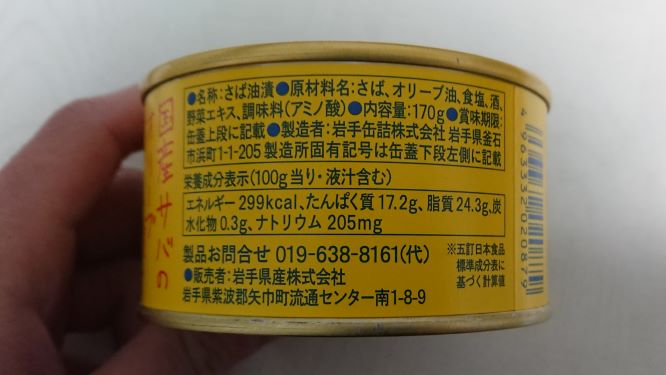 ●名称:さば油漬●原材料名:さば、オリーブ油、食塩、酒、
野菜エキス、調味料(アミノ酸)●内容量:170g●賞味期限:
缶蓋上段に記載●製造者:岩手缶詰株式会社 岩手県釜石
市浜町1-1-205 製造所固有記号は缶蓋下段左側に記載
栄養成分表示(100g当り・液汁含む)
エネルギー 299kcal、たんぱく質 17.2g、脂質 24.3g、炭
水化物 0.3g、ナトリウム 205mg
製品お問合せ 019-638-8161(代)
●販売者:岩手県産株式会社
岩手県紫波郡矢巾町流通センター南1-8-9
※五訂日本食品
標準成分表に
基づく計算値
国産サバの
4963332020879